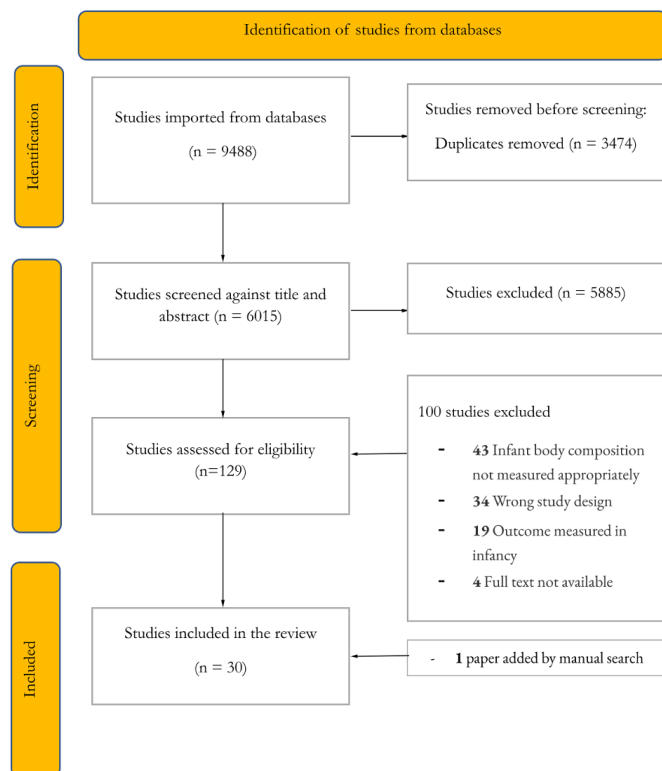 Identification of studies from databases
Identification
Studies imported from databases
(n = 9488)
Studies removed before screening:
Duplicates removed (n = 3474)
Screening
Studies screened against title and
abstract (n = 6015)
Studies excluded (n = 5885)
Studies assessed for eligibility
(n=129)
100 studies excluded
- 43 Infant body composition
not measured appropriately
- 34 Wrong study design
- 19 Outcome measured in
infancy
- 4 Full text not available
Included
Studies included in the review
(n = 30)
- 1 paper added by manual search